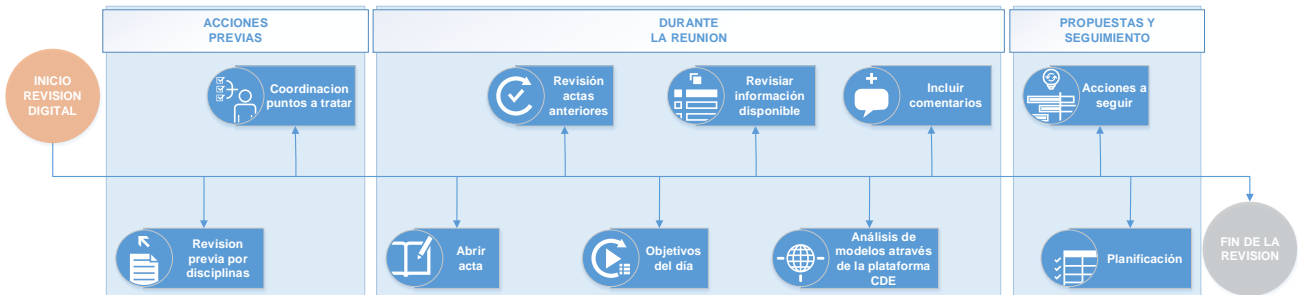 ACCIONES
PREVIAS
DURANTE
LA REUNION
PROPUESTAS Y
SEGUIMIENTO
INICIO
REVISION
DIGITAL
Coordinacion
puntos a tratar
Revisión
actas
anteriores
Revisiar
información
disponible
Incluir
comentarios
Acciones a
seguir
Revision
previa por
disciplinas
Abrir
acta
Objetivos
del día
Análisis de
modelos através
de la plataforma
CDE
Planificación
FIN DE LA
REVISION